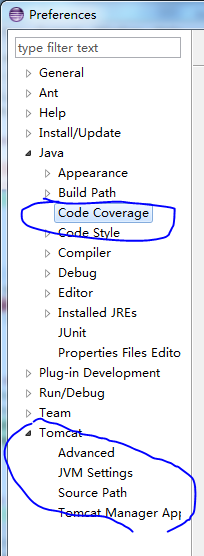 Preferences
type filter text
General
Ant
Help
Install/Update
Java
Appearance
Build Path
Code Coverage
Code Style
Compiler
Debug
Editor
Installed JREs
JUnit
Properties Files Edito
Plug-in Development
Run/Debug
Team
Tomcat
Advanced
JVM Settings
Source Path
Tomcat Manager App